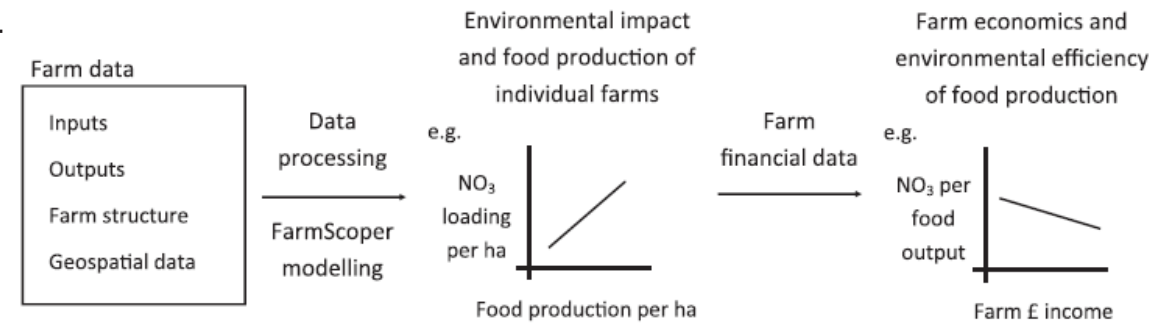 Farm data
Inputs
Outputs
Farm structure
Geospatial data
Data
processing
FarmScoper
modelling
Environmental impact
and food production of
individual farms
e.g.
NO₃
loading
per ha
Food production per ha
Farm
financial data
Farm economics and
environmental efficiency
of food production
e.g.
NO₃ per
food
output
Farm £ income